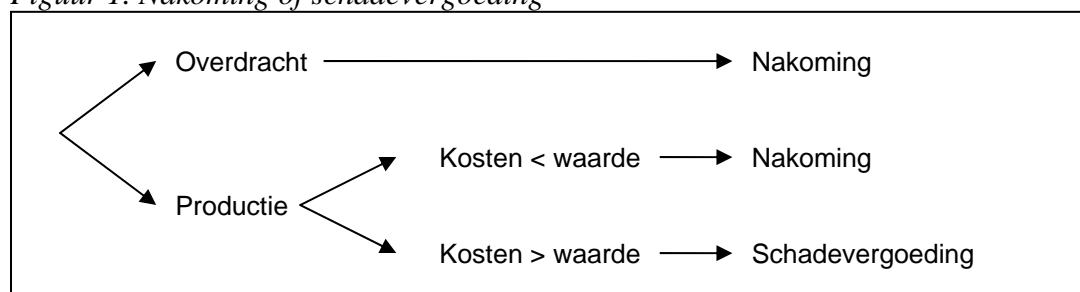 Figuur 1. Nakoming of schadevergoeding
Overdracht Nakoming
Kosten < waarde Nakoming
Productie
Kosten > waarde Schadevergoeding